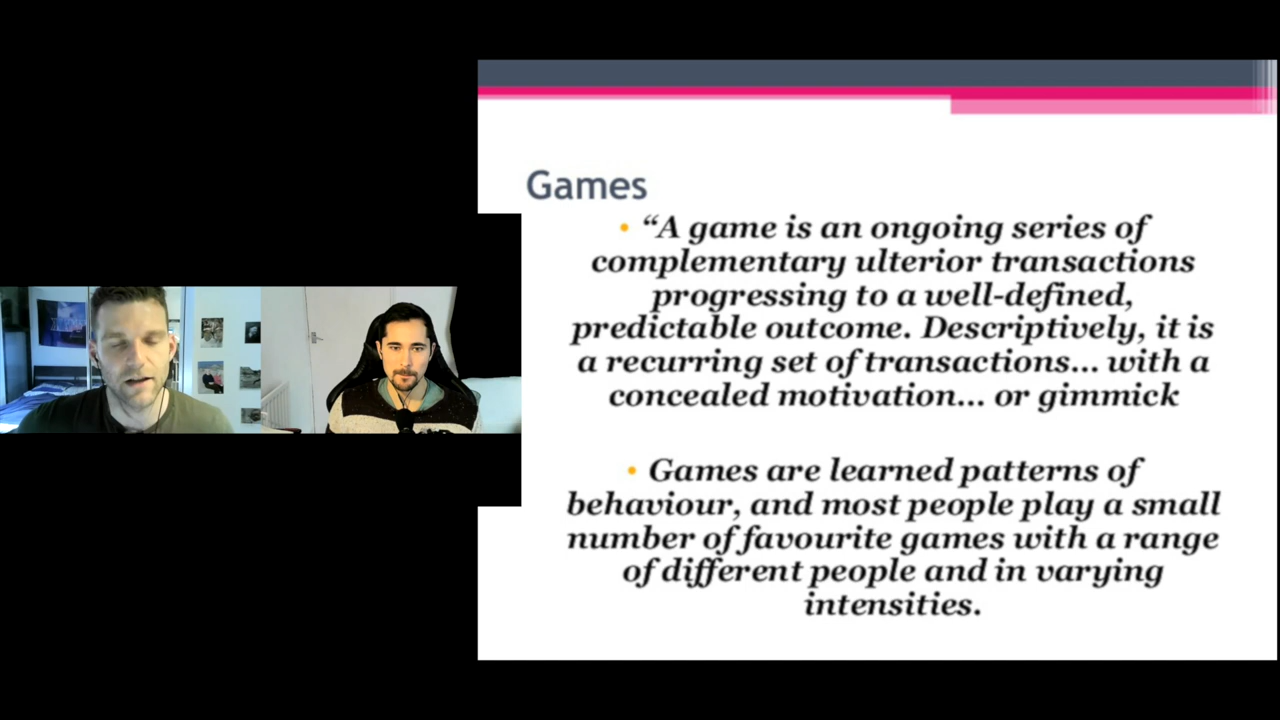 Games
• “A game is an ongoing series of
complementary ulterior transactions
progressing to a well-defined,
predictable outcome. Descriptively, it is
a recurring set of transactions... with a
concealed motivation... or gimmick
• Games are learned patterns of
behaviour, and most people play a small
number of favourite games with a range
of different people and in varying
intensities.